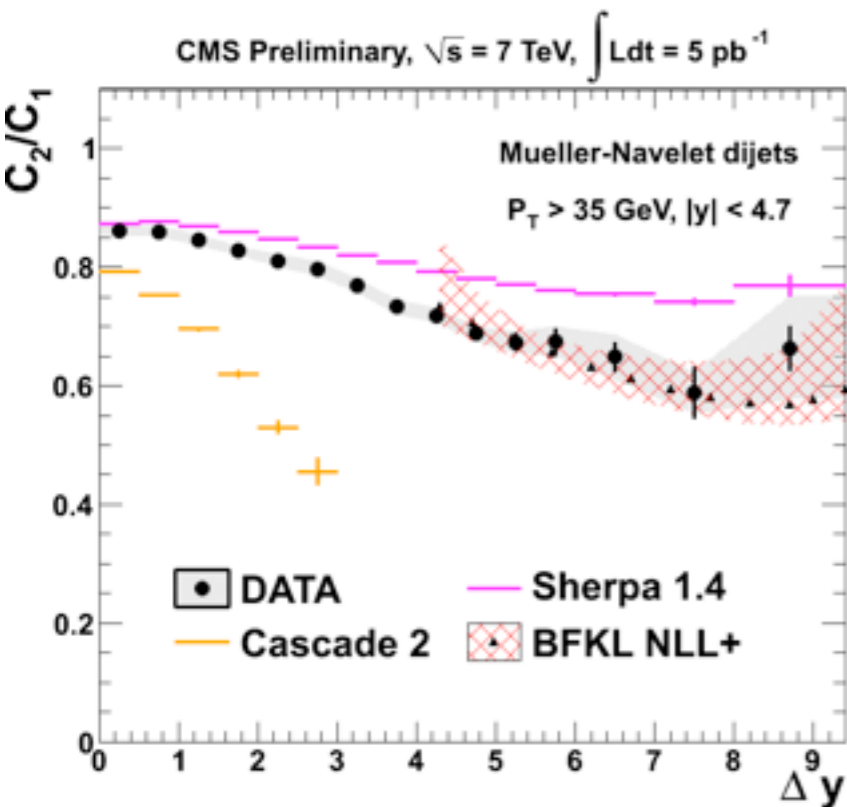 CMS Preliminary, √s = 7 TeV, ∫Ldt = 5 pb⁻¹
C₂/C₁
Mueller-Navelet dijets
P_T > 35 GeV, |y| < 4.7
1
0.8
0.6
0.4
0.2
0
DATA
Sherpa 1.4
Cascade 2
BFKL NLL+
0 1 2 3 4 5 6 7 8 9
Δ y